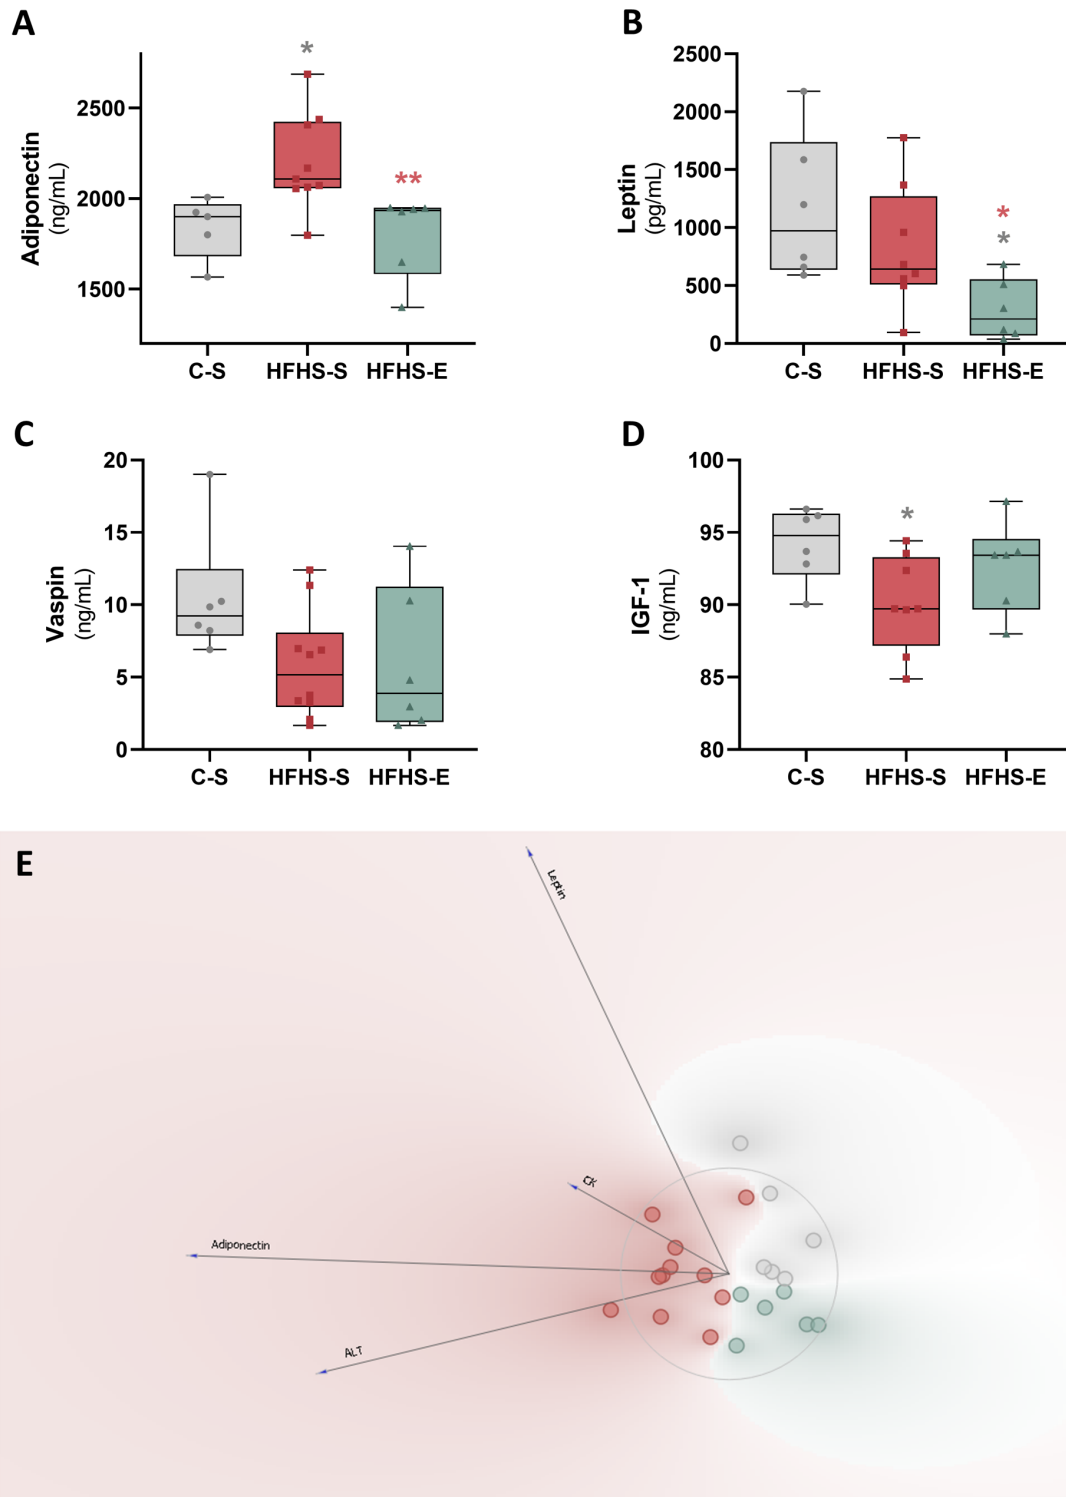 A
Adiponectin
(ng/mL)
2500
2000
1500
*
**
C-S
HFHS-S
HFHS-E
B
Leptin
(pg/mL)
2500
2000
1500
1000
500
0
*
*
C-S
HFHS-S
HFHS-E
C
Vaspin
(ng/mL)
20
15
10
5
0
C-S
HFHS-S
HFHS-E
D
IGF-1
(ng/mL)
100
95
90
85
80
*
C-S
HFHS-S
HFHS-E
E
Leptin
CK
Adiponectin
ALT